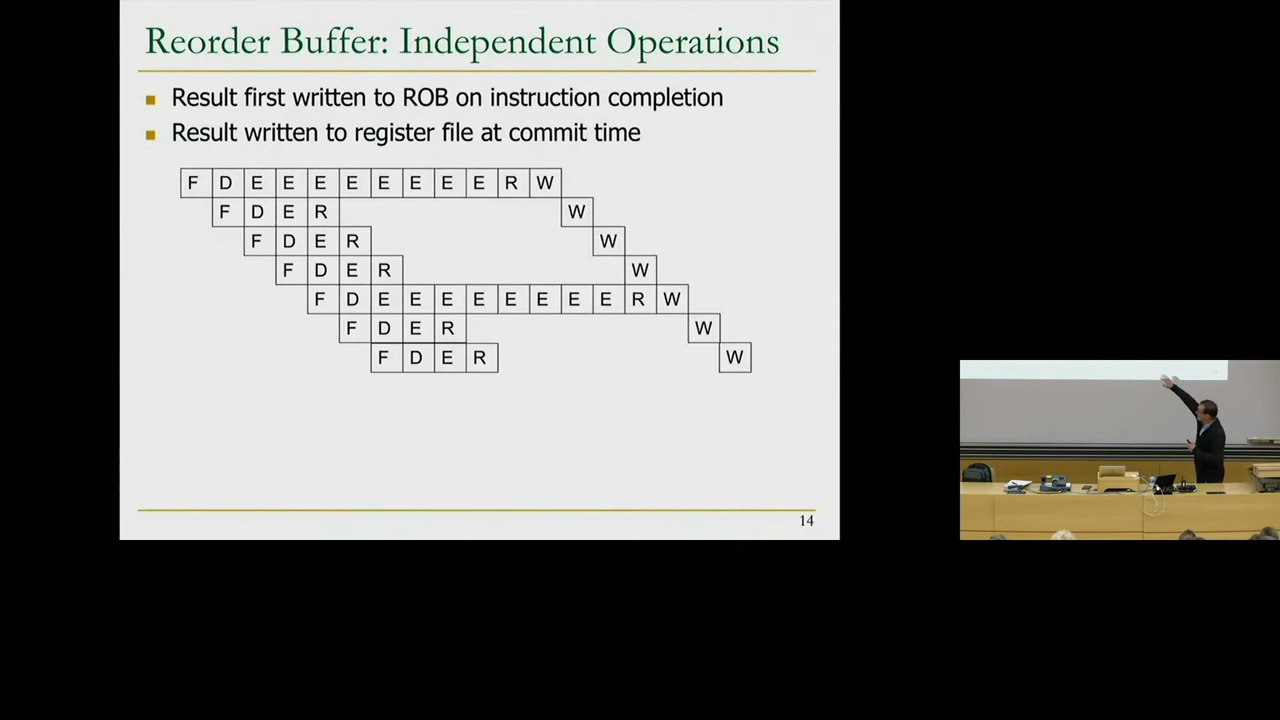 Reorder Buffer: Independent Operations
Result first written to ROB on instruction completion
Result written to register file at commit time
F D E E E E E E E E R W
F D E R W
F D E R W
F D E R W
F D E E E E E E E E R W
F D E R W
F D E R W
14